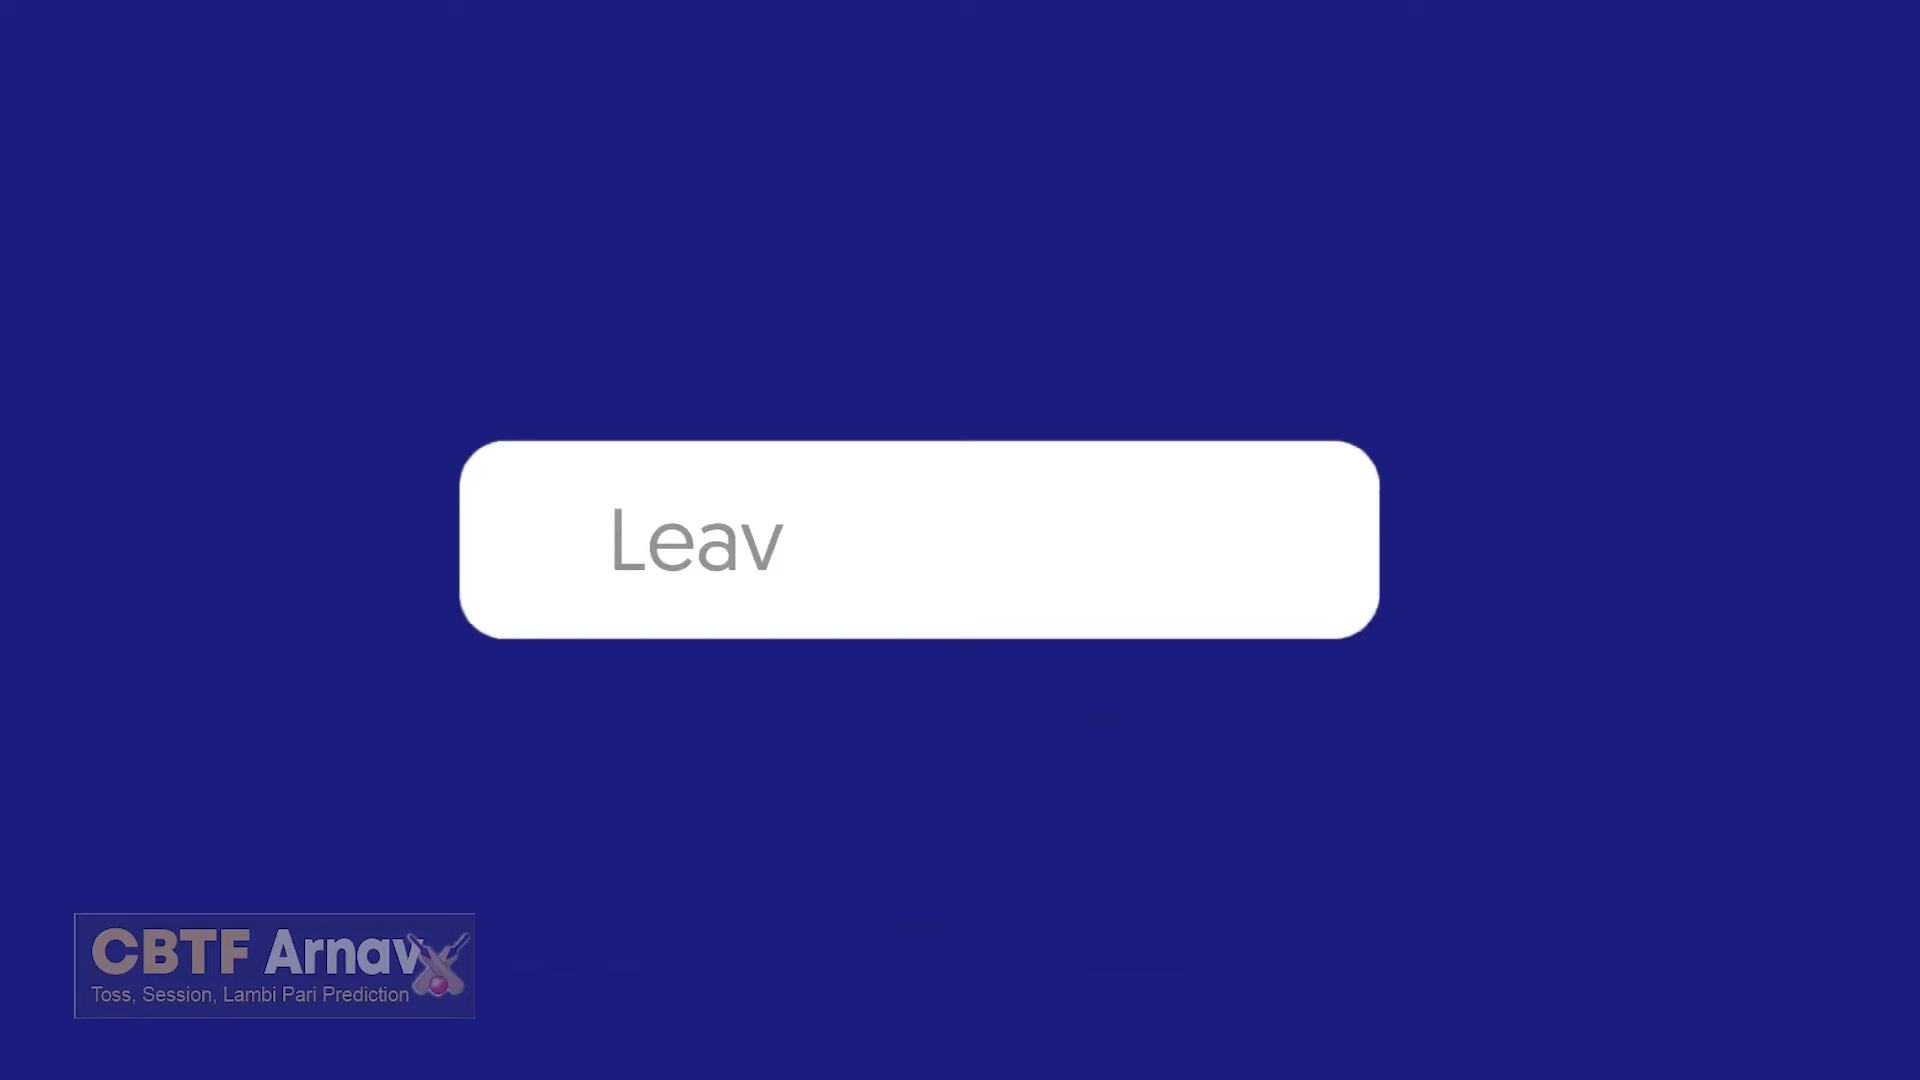 Leav
CBTF Arnav
Toss, Session, Lambi Pari Prediction